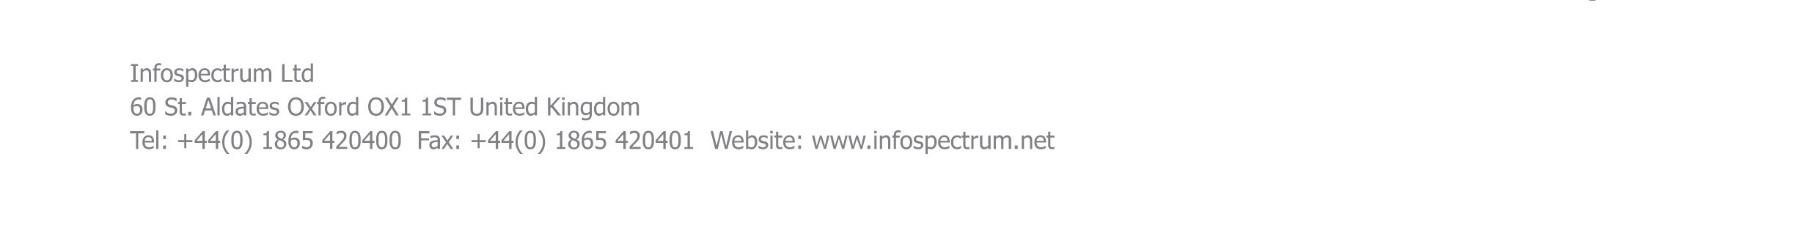 Infospectrum Ltd
60 St. Aldates Oxford OX1 1ST United Kingdom
Tel: +44(0) 1865 420400  Fax: +44(0) 1865 420401  Website: www.infospectrum.net